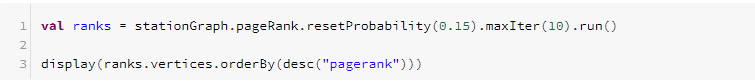 1 val ranks = stationGraph.pageRank.resetProbability(0.15).maxIter(10).run()
2
3 display(ranks.vertices.orderBy(desc("pagerank")))